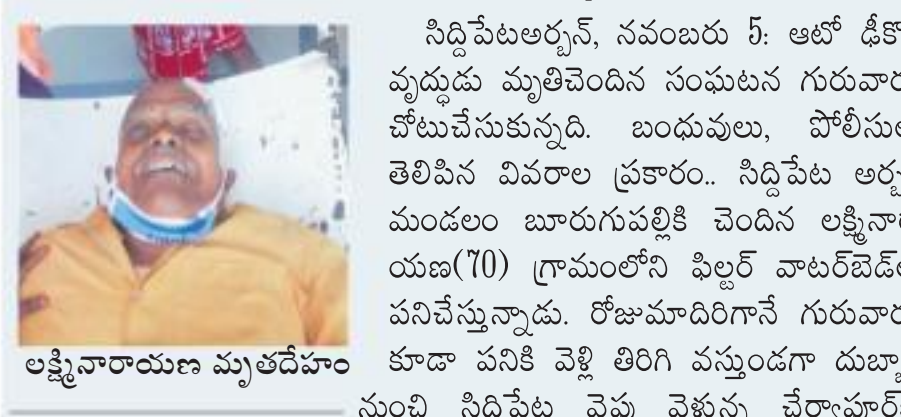 సిద్దిపేటఅర్బన్, నవంబరు 5: ఆటో ఢీకొ
వృద్ధుడు మృతిచెందిన సంఘటన గురువార
చోటుచేసుకున్నది. బంధువులు, పోలీసుల
తెలిపిన వివరాల ప్రకారం.. సిద్దిపేట అర్బ
మండలం బూరుగుపల్లికి చెందిన లక్ష్మినార
యణ(70) గ్రామంలోని ఫిల్టర్ వాటర్‌బెడ్‌ల
పనిచేస్తున్నాడు. రోజుమాదిరిగానే గురువార
కూడా పనికి వెళ్లి తిరిగి వస్తుండగా దుబ్బా
నుంచి సిద్దిపేట వైపు వెళ్తున్న
లక్ష్మినారాయణ మృతదేహం